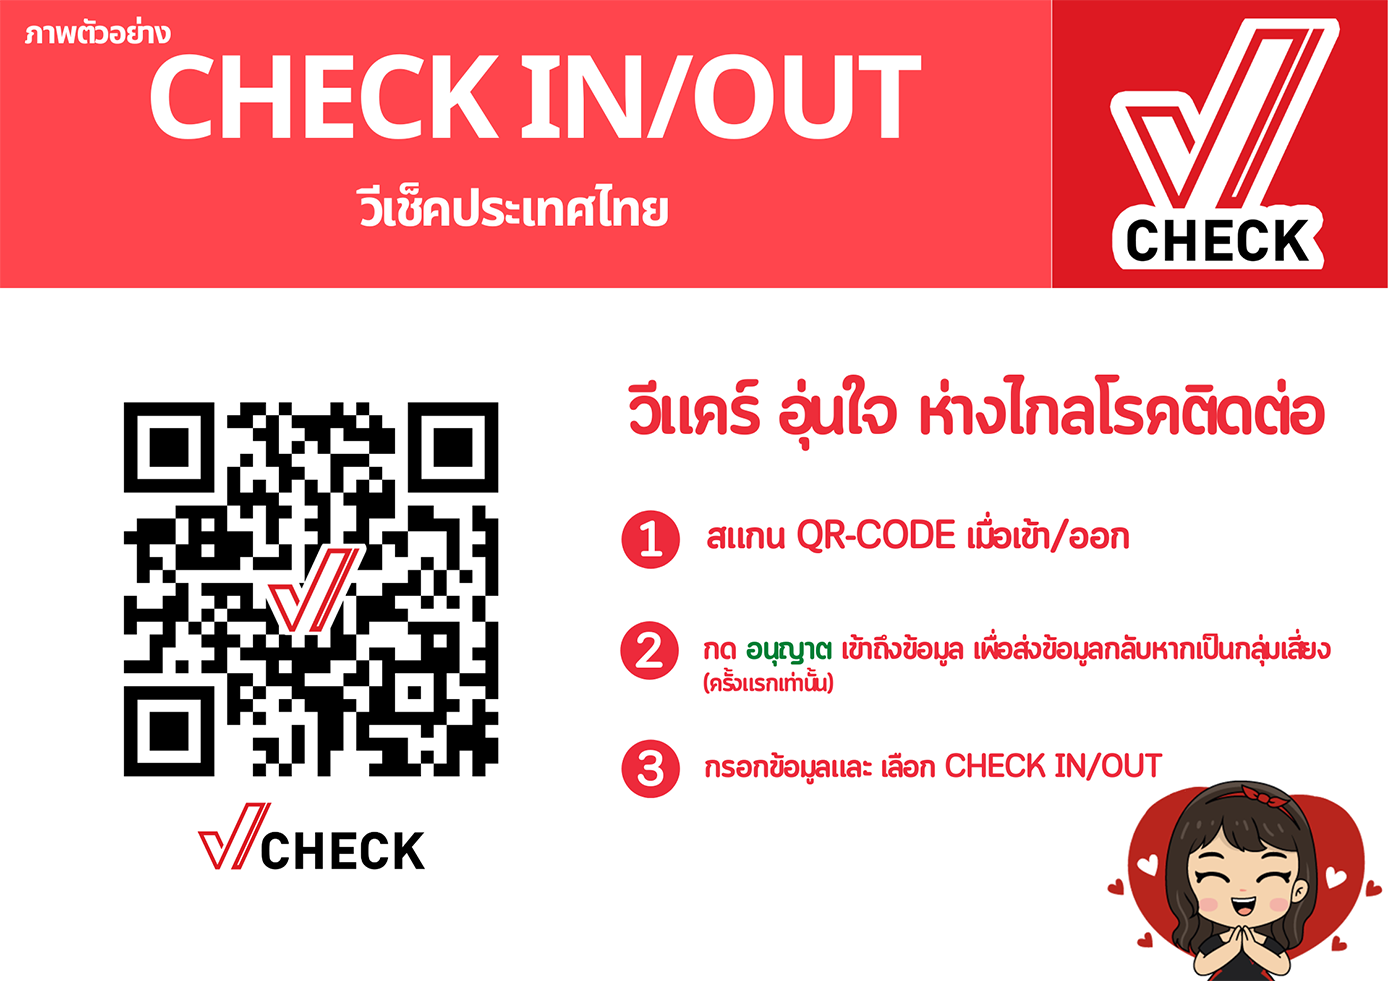 ภาพตัวอย่าง
CHECK IN/OUT
วีเช็คประเทศไทย
CHECK
วีแคร์ อุ่นใจ ห่างไกลโรคติดต่อ
1 สแกน QR-CODE เมื่อเข้า/ออก
2 กด อนุญาต เข้าถึงข้อมูล เพื่อส่งข้อมูลกลับหากเป็นกลุ่มเสี่ยง
(ครั้งแรกเท่านั้น)
3 กรอกข้อมูลและ เลือก CHECK IN/OUT
CHECK